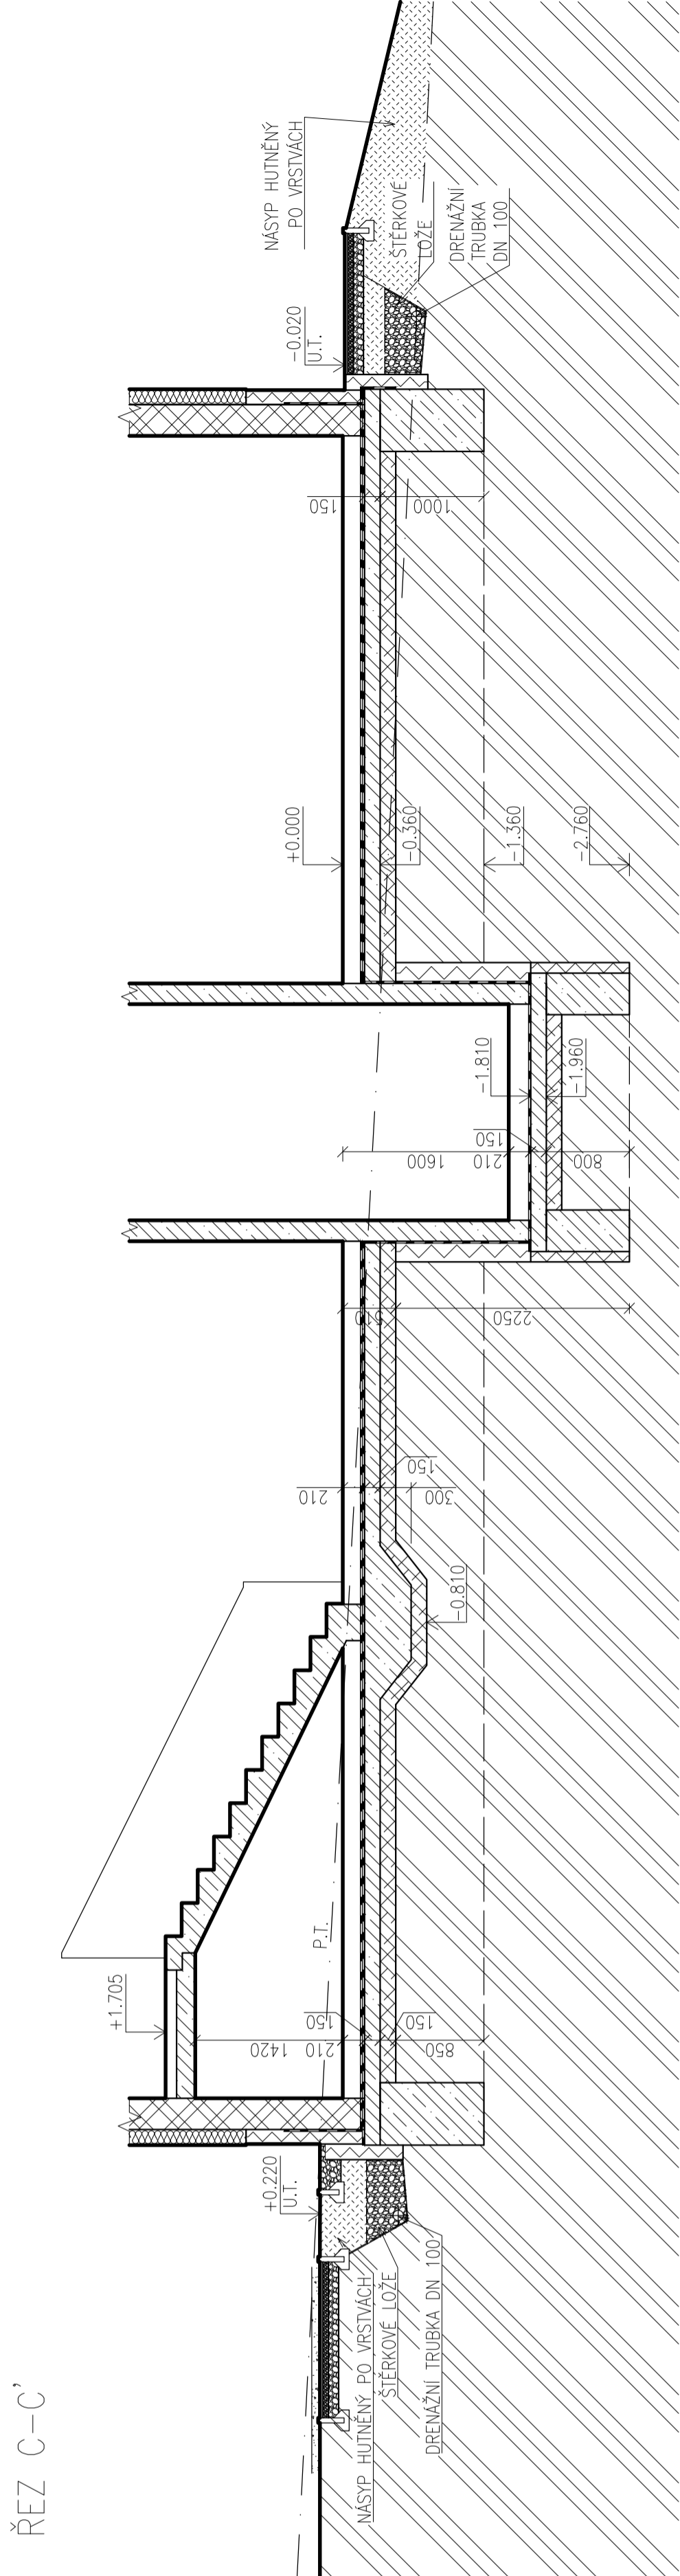 ŘEZ C-C'
+0.220
U.T.
NÁSYP HUTNĚNÝ PO VRSTVÁCH
ŠTĚRKOVÉ LOŽE
DRENÁŽNÍ TRUBKA DN 100
+1.705
1420
210
150
150
850
P.T.
-0.810
210
150
300
510
2250
1600
210
150
800
-1.810
-1.960
+0.000
-0.360
-1.360
-2.760
150
1000
-0.020
U.T.
NÁSYP HUTNĚNÝ
PO VRSTVÁCH
ŠTĚRKOVÉ
LOŽE
DRENÁŽNÍ
TRUBKA
DN 100